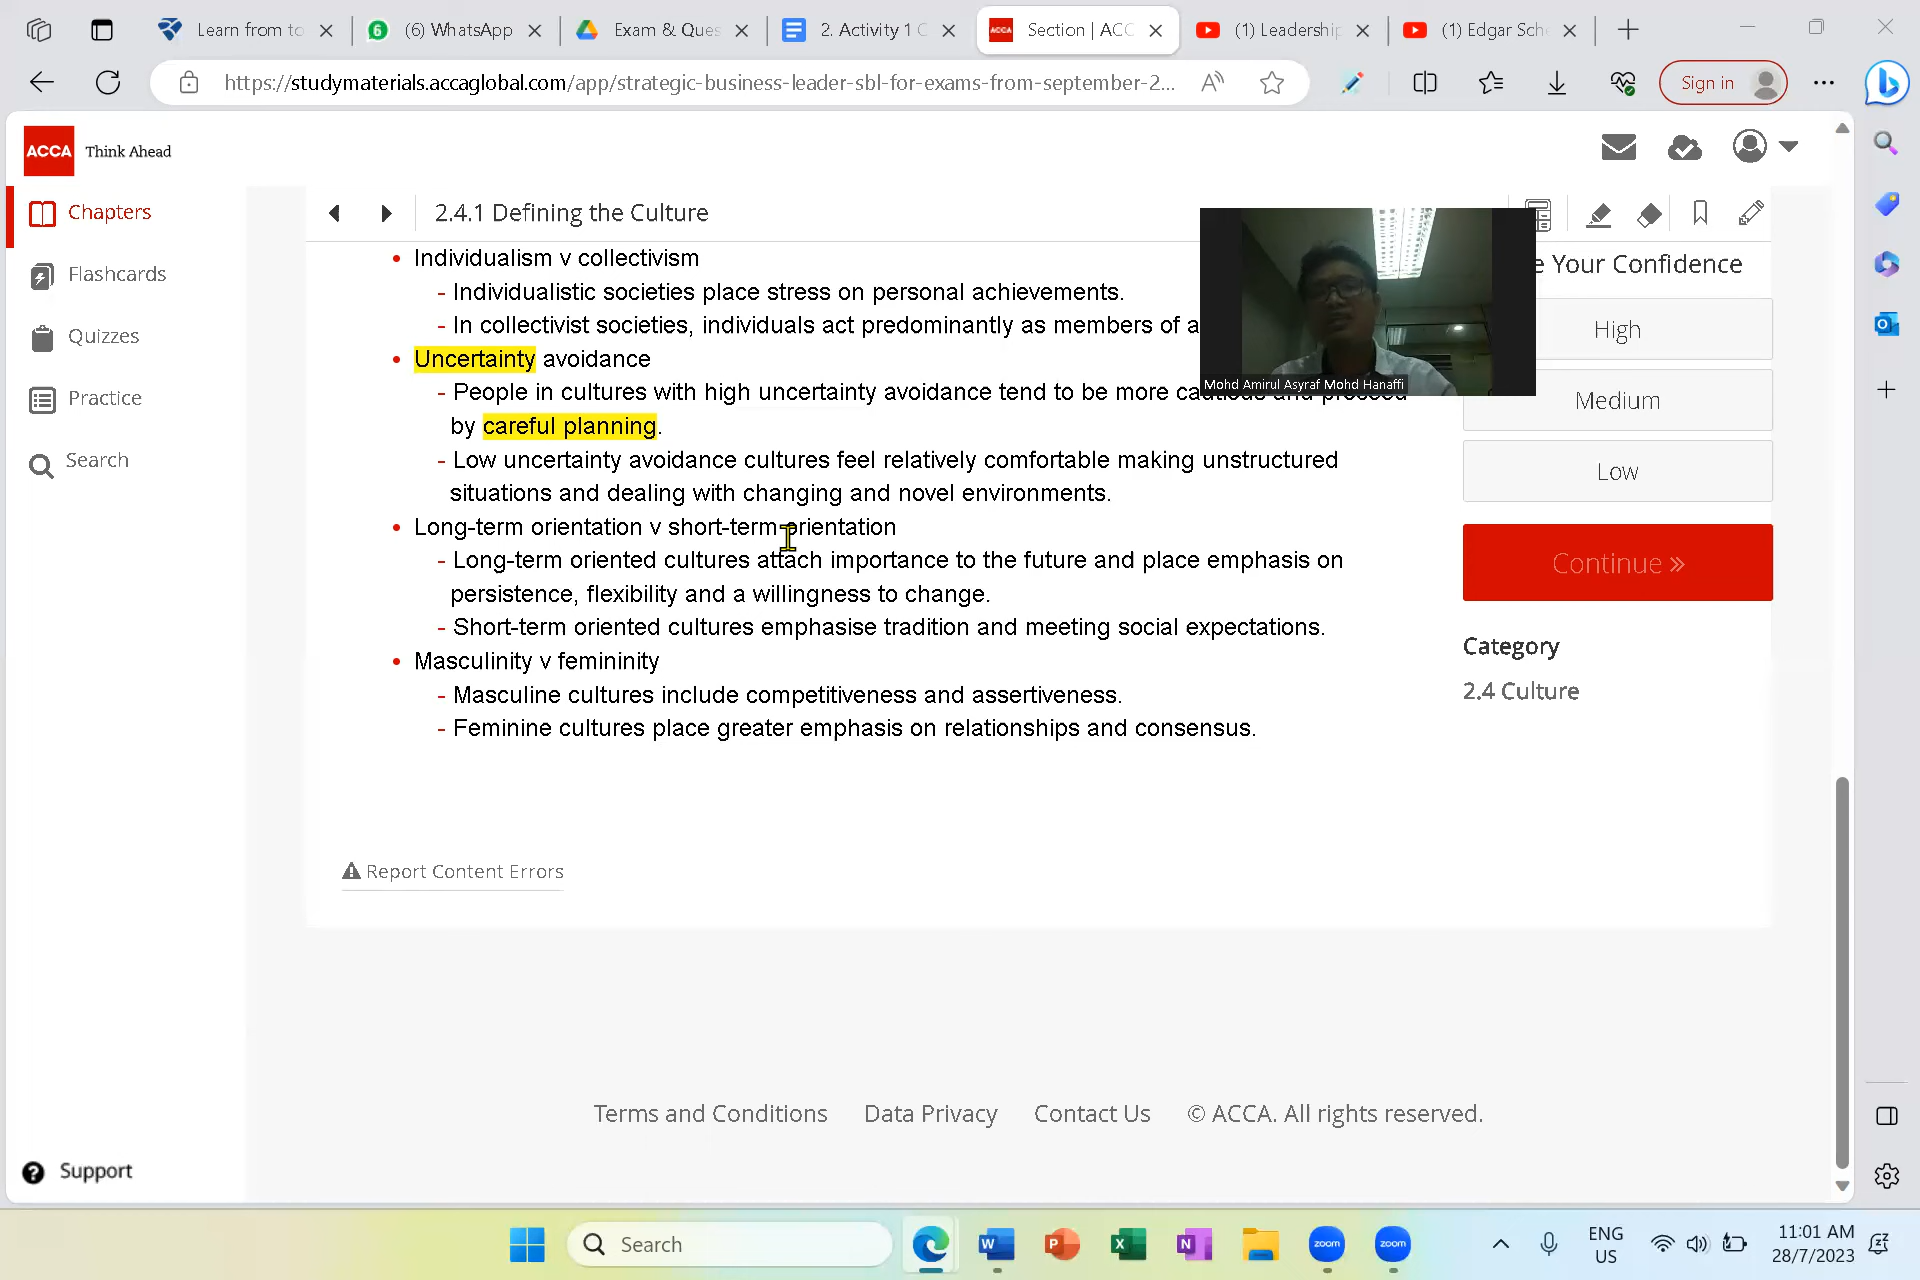 Learn from to
(6) WhatsApp
Exam & Ques
2. Activity 1 C
Section | ACC
(1) Leadership
(1) Edgar Sche
https://studymaterials.accaglobal.com/app/strategic-business-leader-sbl-for-exams-from-september-2...
Sign in
ACCA Think Ahead
Chapters
Flashcards
Quizzes
Practice
Search
Support
2.4.1 Defining the Culture
• Individualism v collectivism
- Individualistic societies place stress on personal achievements.
- In collectivist societies, individuals act predominantly as members of a
• Uncertainty avoidance
- People in cultures with high uncertainty avoidance tend to be more cautious and proceed
by careful planning.
- Low uncertainty avoidance cultures feel relatively comfortable making unstructured
situations and dealing with changing and novel environments.
• Long-term orientation v short-term orientation
- Long-term oriented cultures attach importance to the future and place emphasis on
persistence, flexibility and a willingness to change.
- Short-term oriented cultures emphasise tradition and meeting social expectations.
• Masculinity v femininity
- Masculine cultures include competitiveness and assertiveness.
- Feminine cultures place greater emphasis on relationships and consensus.
Report Content Errors
Mohd Amirul Asyraf Mohd Hanaffi
e Your Confidence
High
Medium
Low
Continue »
Category
2.4 Culture
Terms and Conditions Data Privacy Contact Us © ACCA. All rights reserved.
Search
zoom
zoom
ENG
US
11:01 AM
28/7/2023